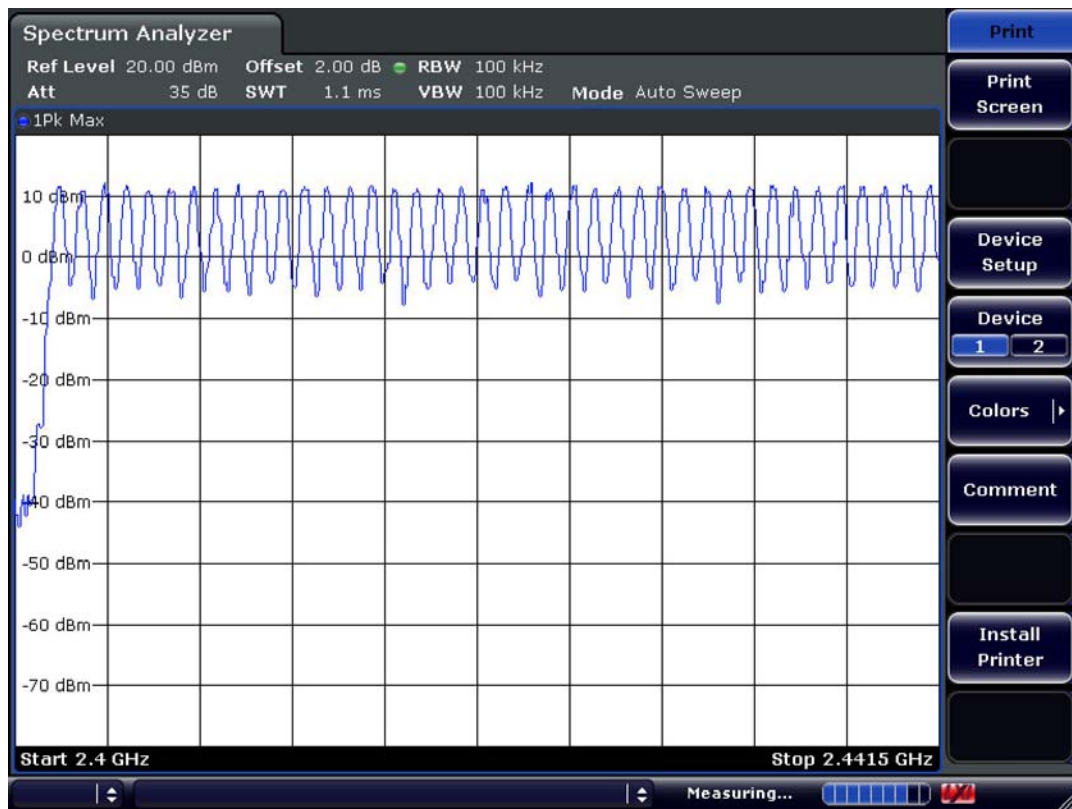 Spectrum Analyzer
Ref Level 20.00 dBm Offset 2.00 dB RBW 100 kHz
Att 35 dB SWT 1.1 ms VBW 100 kHz Mode Auto Sweep
1Pk Max
10 dBm
0 dBm
-10 dBm
-20 dBm
-30 dBm
-40 dBm
-50 dBm
-60 dBm
-70 dBm
Start 2.4 GHz Stop 2.4415 GHz
Measuring...
Print
Print Screen
Device Setup
Device
1 2
Colors
Comment
Install Printer